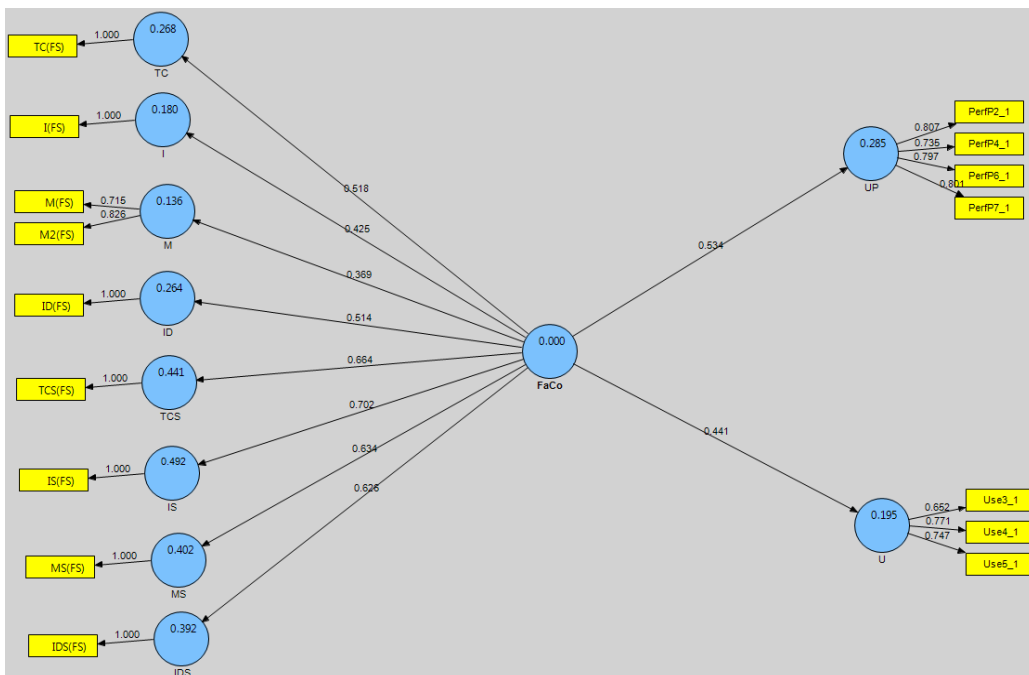 TC(FS)
1.000
0.268
TC
I(FS)
1.000
0.180
I
M(FS)
0.715
M2(FS)
0.826
0.136
M
ID(FS)
1.000
0.264
ID
TCS(FS)
1.000
0.441
TCS
IS(FS)
1.000
0.492
IS
MS(FS)
1.000
0.402
MS
IDS(FS)
1.000
0.392
IDS
0.518
0.425
0.369
0.514
0.664
0.702
0.634
0.626
0.000
FaCo
0.534
0.441
0.285
UP
0.807
PerfP2_1
0.735
PerfP4_1
0.797
PerfP6_1
0.801
PerfP7_1
0.195
U
0.652
Use3_1
0.771
Use4_1
0.747
Use5_1